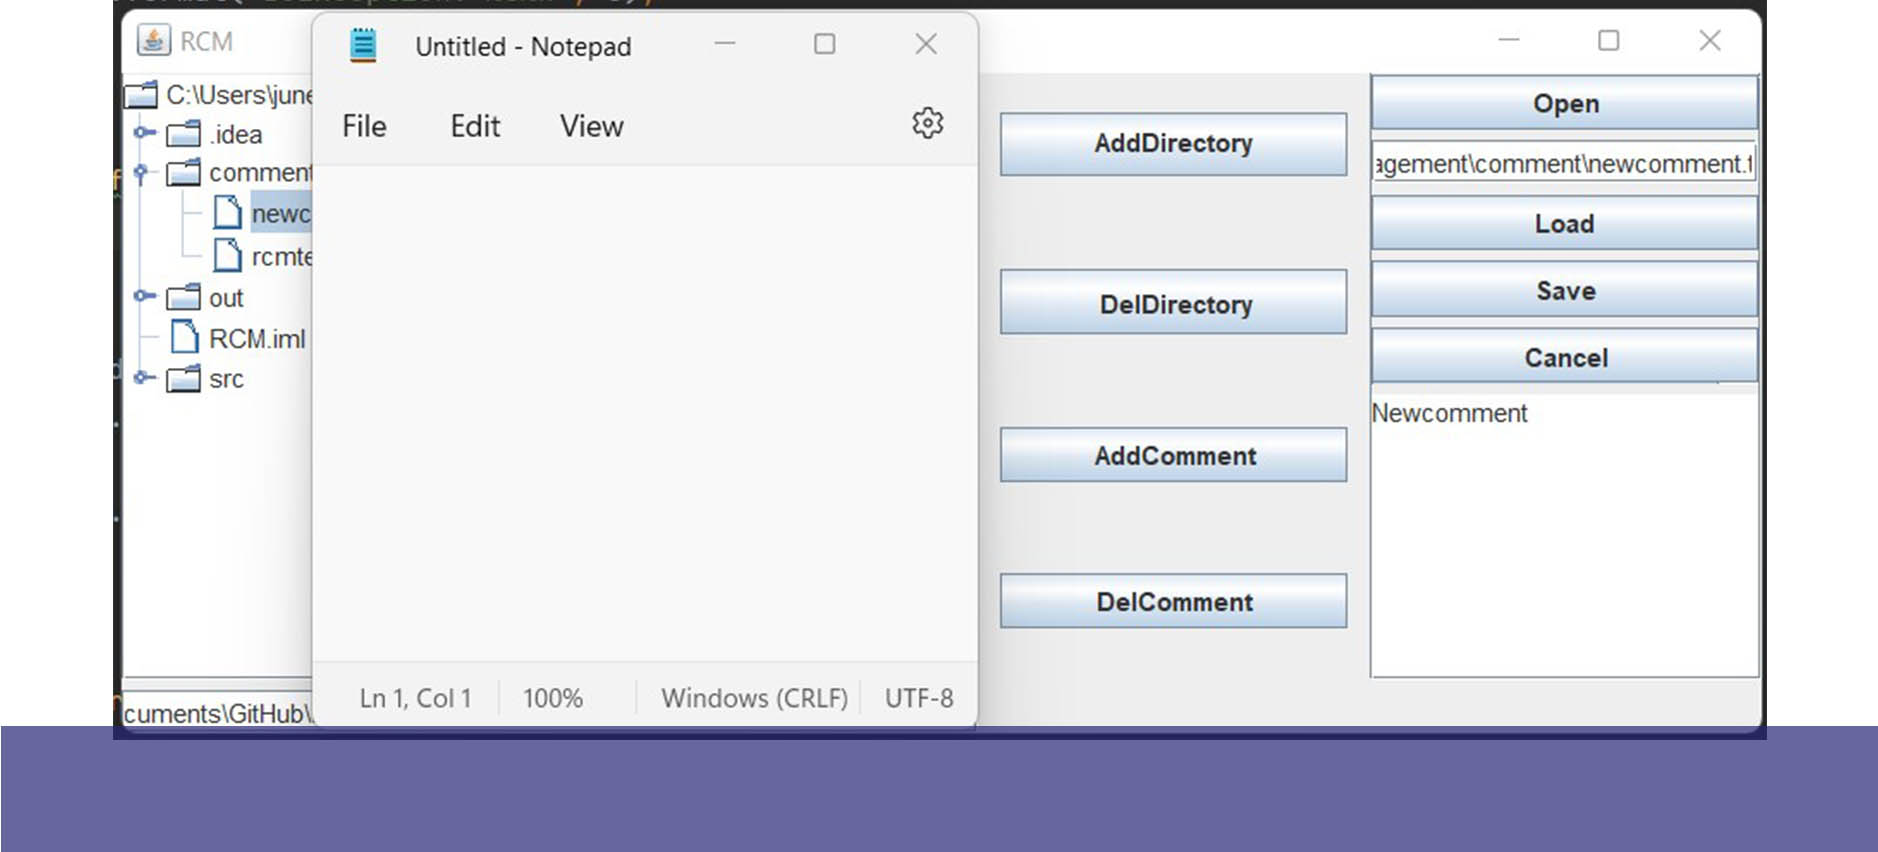 RCM
C:\Users\june
.idea
comment
newc
rcmte
out
RCM.iml
src
cuments\GitHub\
Untitled - Notepad
File Edit View
Ln 1, Col 1 100% Windows (CRLF) UTF-8
AddDirectory
DelDirectory
AddComment
DelComment
Open
agement\comment\newcomment.t
Load
Save
Cancel
Newcomment